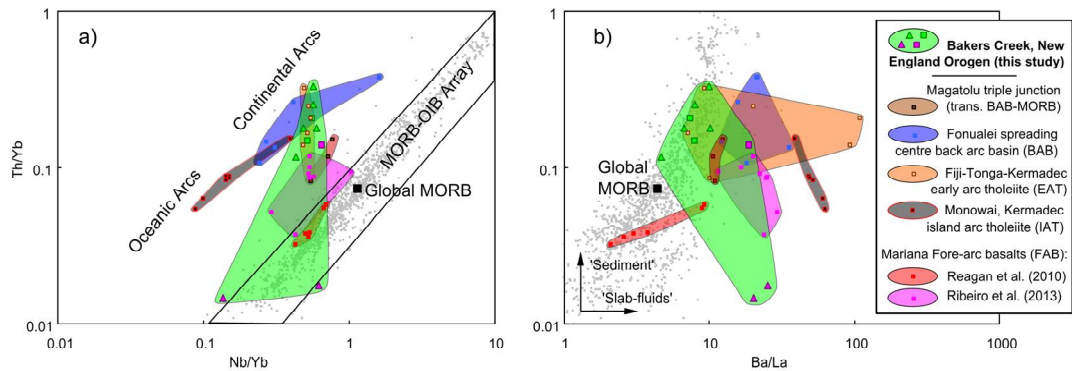 a)
1
0.1
0.01
Th/Yb
Continental Arcs
Oceanic Arcs
MORB-OIB Array
Global MORB
0.1
1
10
Nb/Yb
b)
1
0.1
0.01
Th/Yb
Global
MORB
'Sediment'
'Slab-fluids'
1
10
100
1000
Ba/La
Bakers Creek, New
England Orogen (this study)
Magatolu triple junction
(trans. BAB-MORB)
Fonualei spreading
centre back arc basin (BAB)
Fiji-Tonga-Kermadec
early arc tholeiitc (EAT)
Monowai, Kermadec
island arc tholeiite (IAT)
Mariana Fore-arc basalts (FAB):
Reagan et al. (2010)
Ribeiro et al. (2013)